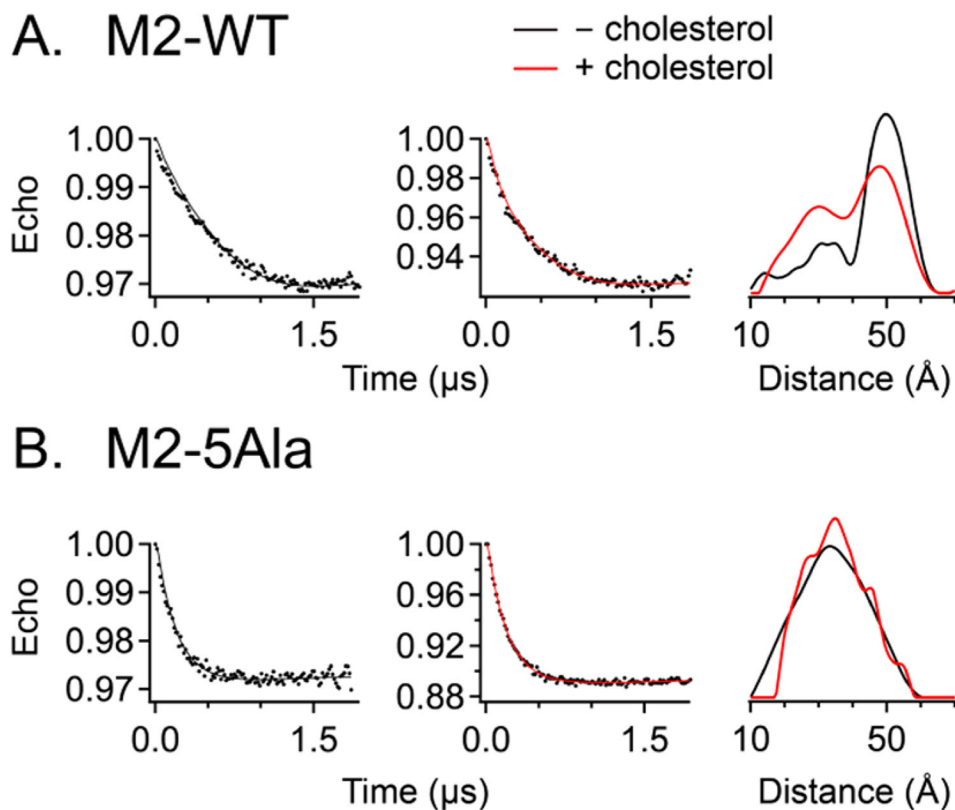 A. M2-WT
– cholesterol
+ cholesterol
Echo
1.00
0.99
0.98
0.97
0.0 1.5
1.00
0.98
0.96
0.94
0.0 1.5
Time (µs)
10 50
Distance (Å)
B. M2-5Ala
Echo
1.00
0.99
0.98
0.97
0.0 1.5
1.00
0.96
0.92
0.88
0.0 1.5
Time (µs)
10 50
Distance (Å)